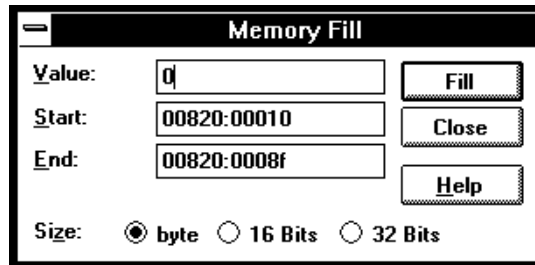 Memory Fill
Value: 0 Fill
Start: 00820:00010 Close
End: 00820:0008f
Help
Size: byte 16 Bits 32 Bits